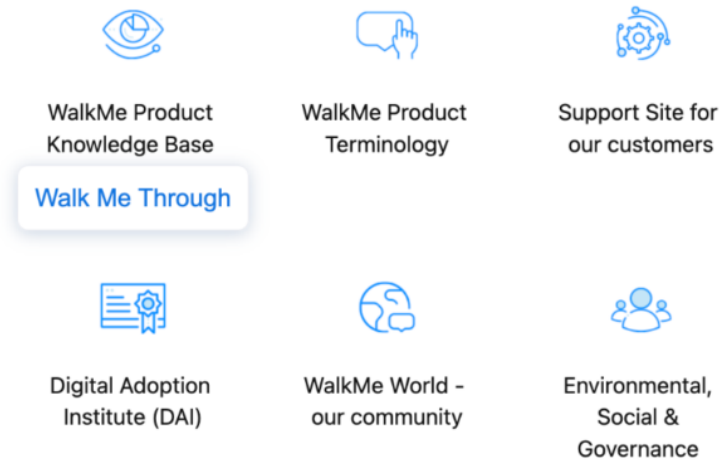 WalkMe Product
Knowledge Base
WalkMe Product
Terminology
Support Site for
our customers
Walk Me Through
Digital Adoption
Institute (DAI)
WalkMe World -
our community
Environmental,
Social &
Governance